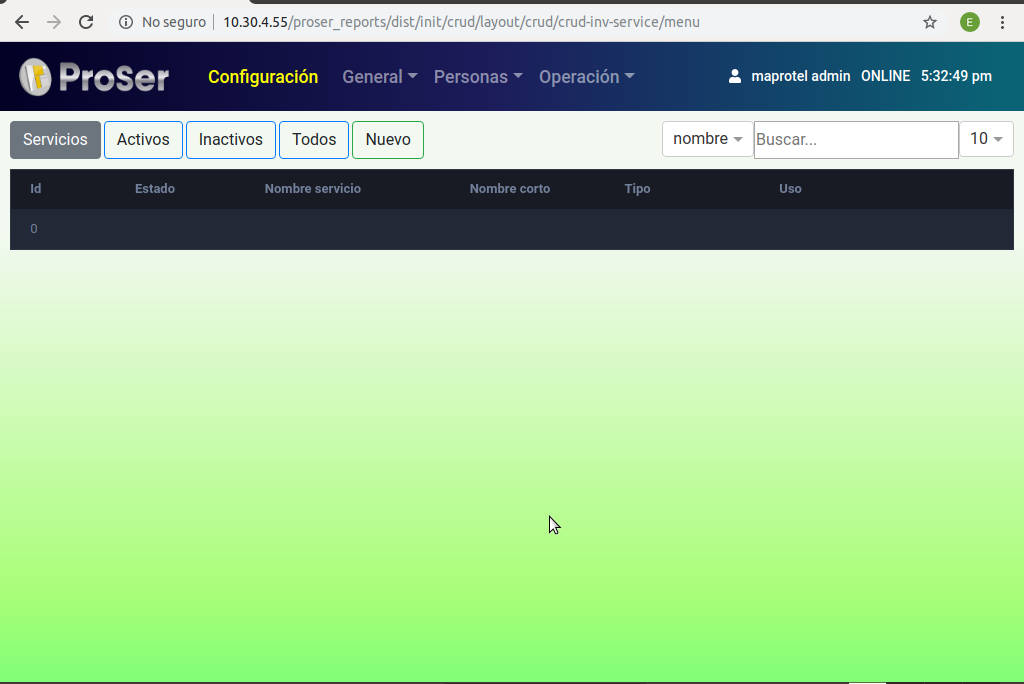 No seguro 10.30.4.55/proser_reports/dist/init/crud/layout/crud/crud-inv-service/menu E
ProSer Configuración General Personas Operación maprotel admin ONLINE 5:32:49 pm
Servicios Activos Inactivos Todos Nuevo nombre Buscar... 10
Id Estado Nombre servicio Nombre corto Tipo Uso
0